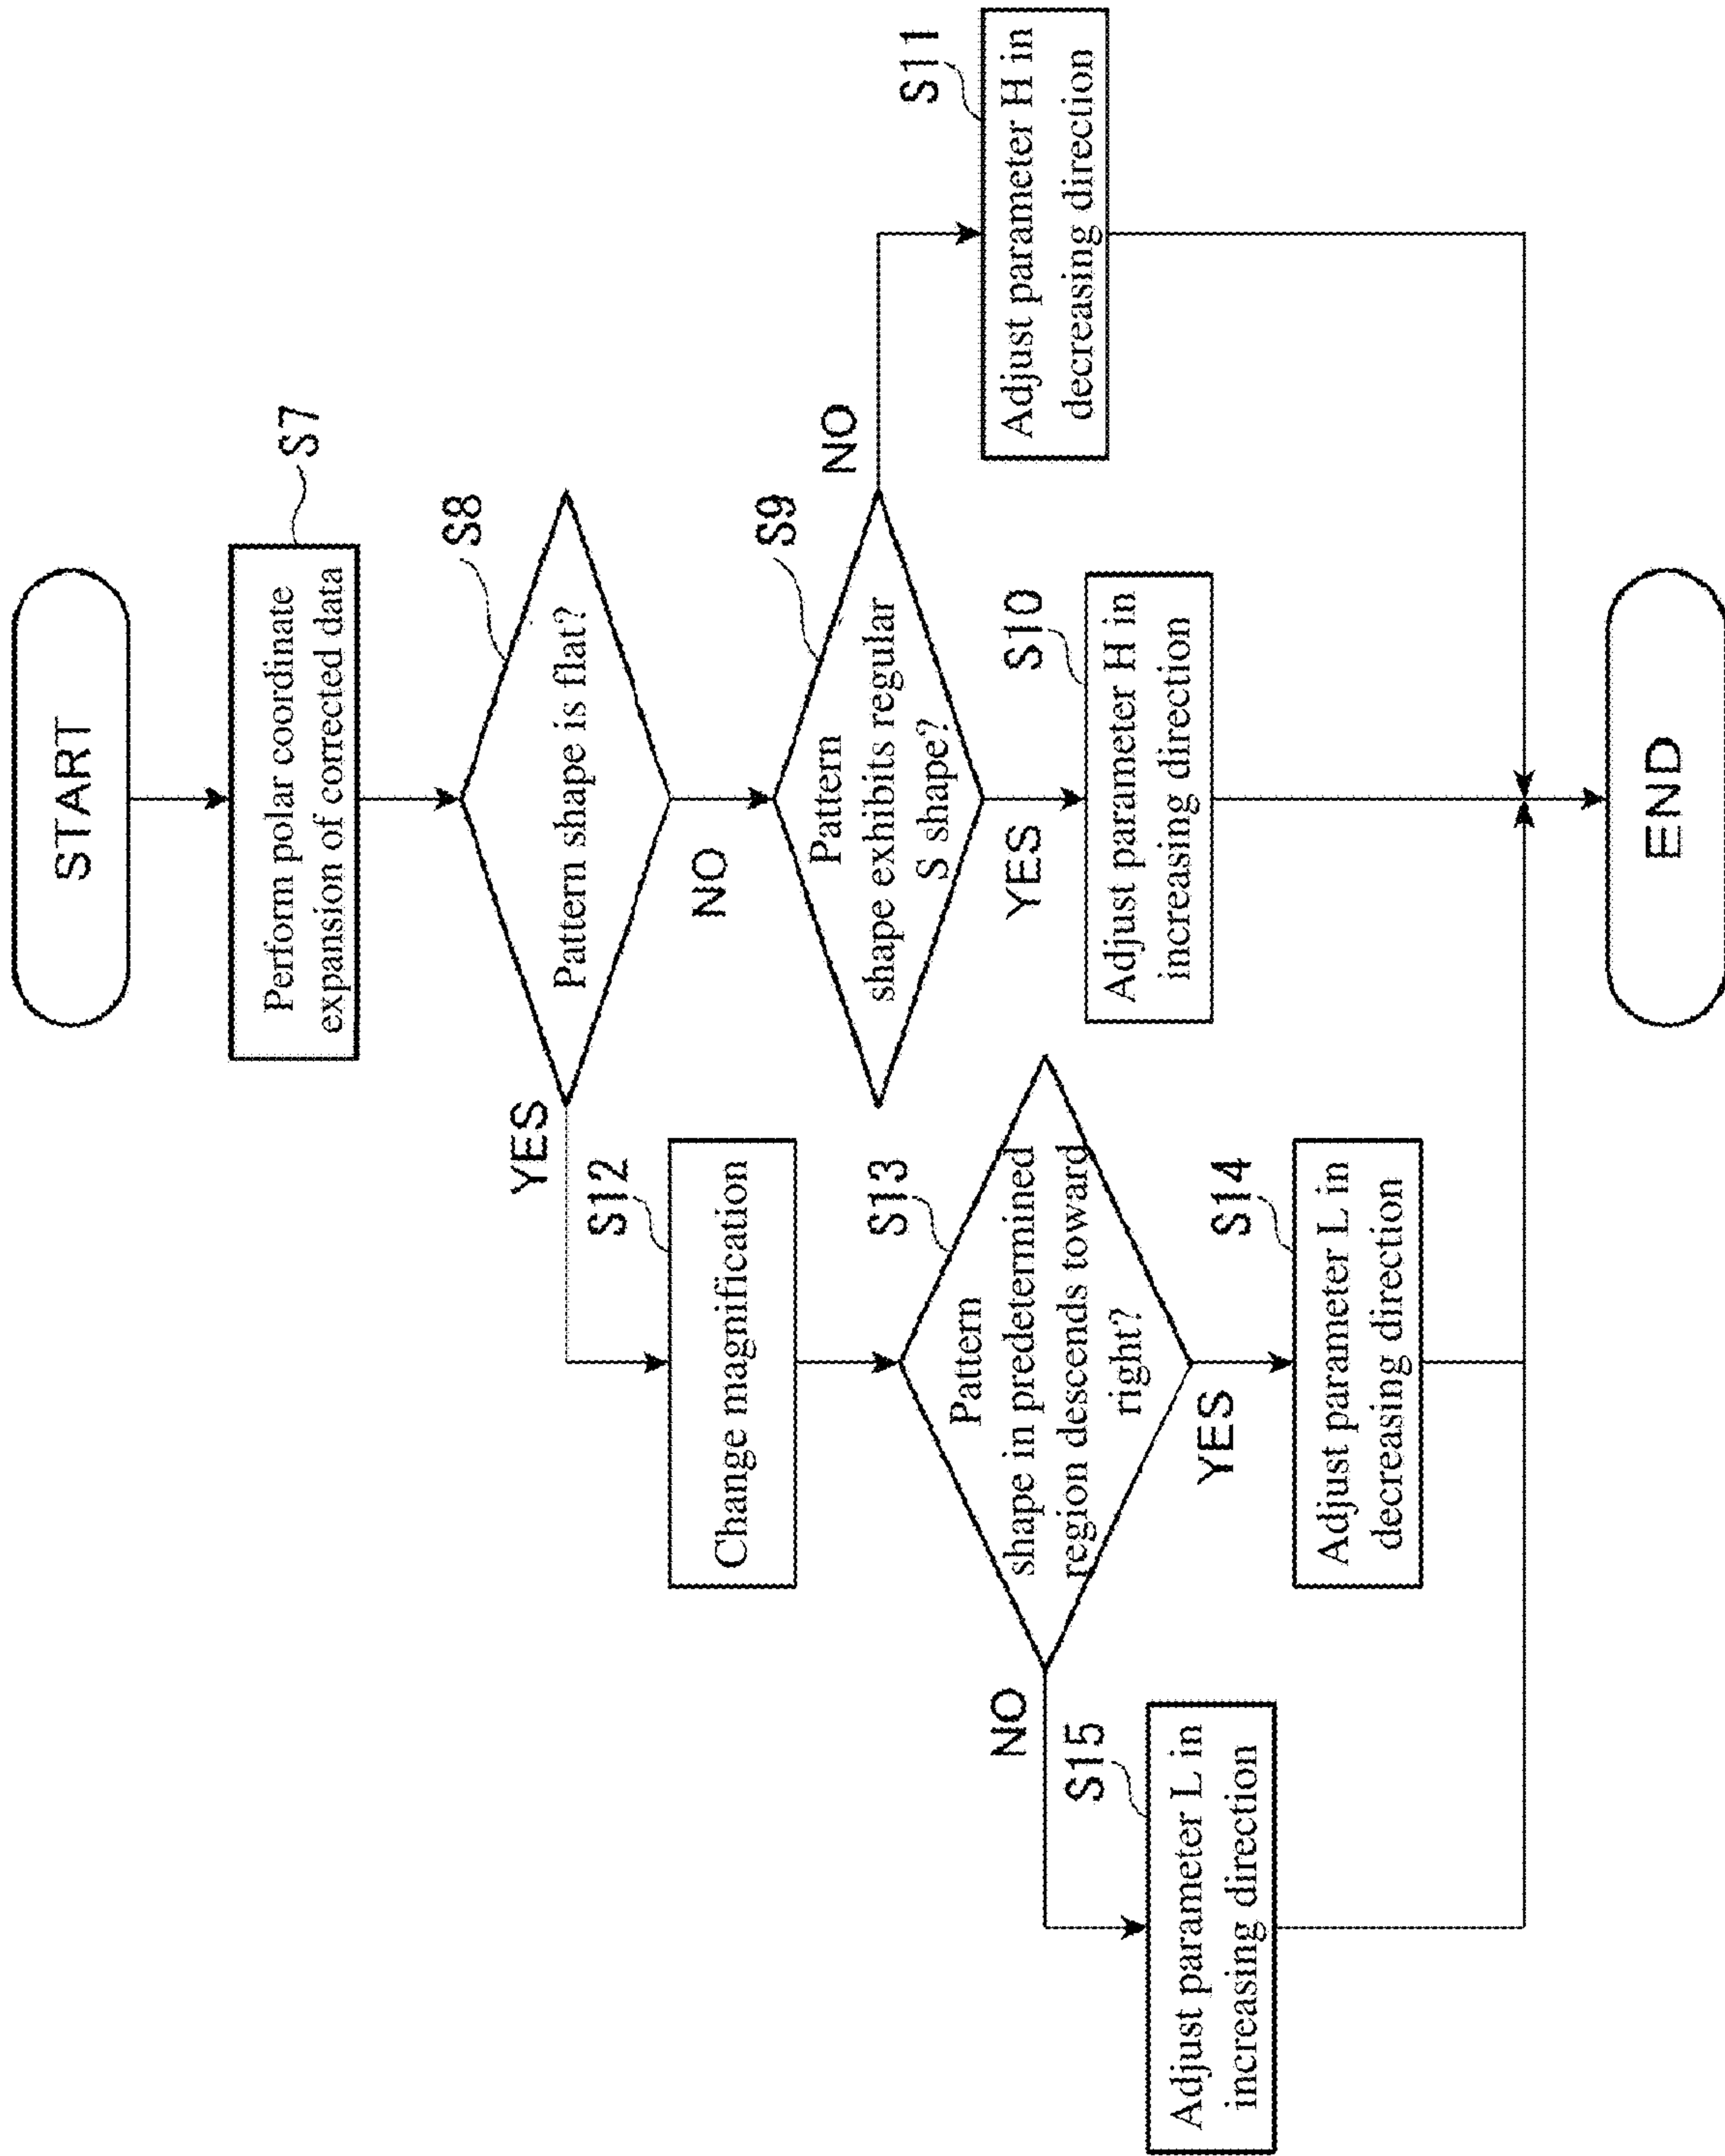 START
S7
Perform polar coordinate
expansion of corrected data
S8
Pattern shape is flat?
YES
NO
S12
Change magnification
S9
Pattern
shape exhibits regular
S shape?
NO
YES
S13
Pattern
shape in predetermined
region descends toward
right?
NO
YES
S11
Adjust parameter H in
decreasing direction
S10
Adjust parameter H in
increasing direction
S15
Adjust parameter L in
increasing direction
S14
Adjust parameter L in
decreasing direction
END